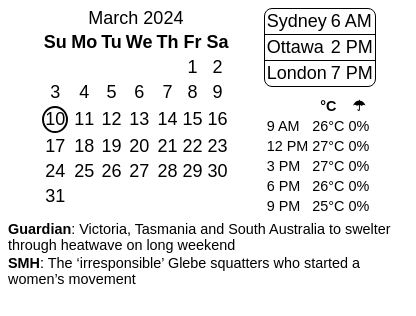 March 2024
Su Mo Tu We Th Fr Sa
1 2
3 4 5 6 7 8 9
10 11 12 13 14 15 16
17 18 19 20 21 22 23
24 25 26 27 28 29 30
31
Sydney 6 AM
Ottawa 2 PM
London 7 PM
°C ☂
9 AM 26°C 0%
12 PM 27°C 0%
3 PM 27°C 0%
6 PM 26°C 0%
9 PM 25°C 0%
Guardian: Victoria, Tasmania and South Australia to swelter
through heatwave on long weekend
SMH: The ‘irresponsible’ Glebe squatters who started a
women’s movement